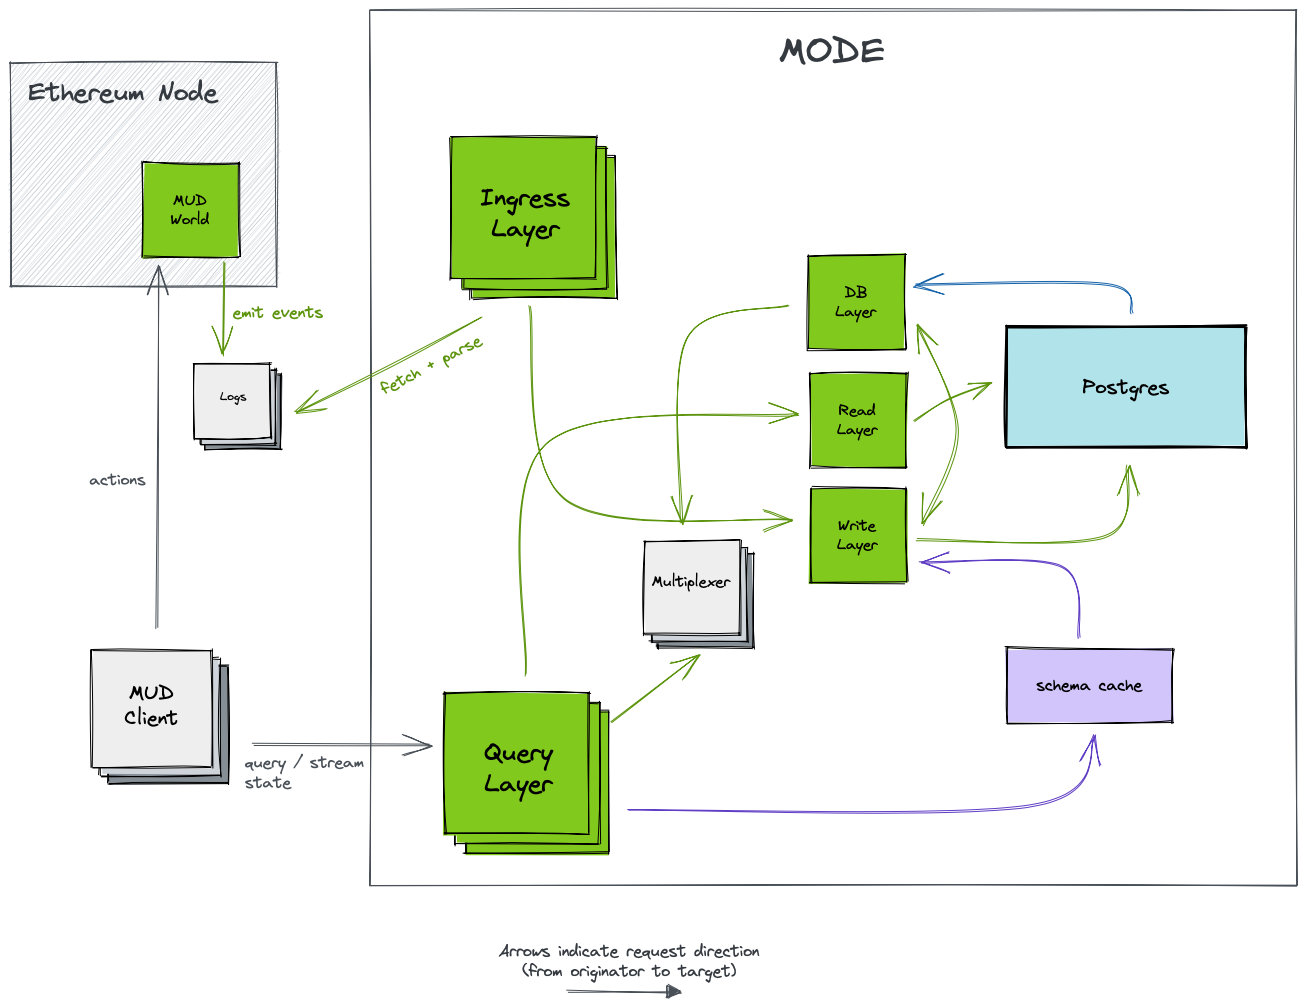 MODE
Ethereum Node
MUD
World
Ingress
Layer
DB
Layer
emit events
fetch + parse
Logs
Postgres
Read
Layer
actions
Write
Layer
Multiplexer
MUD
Client
schema cache
query / stream
state
Query
Layer
Arrows indicate request direction
(from originator to target)